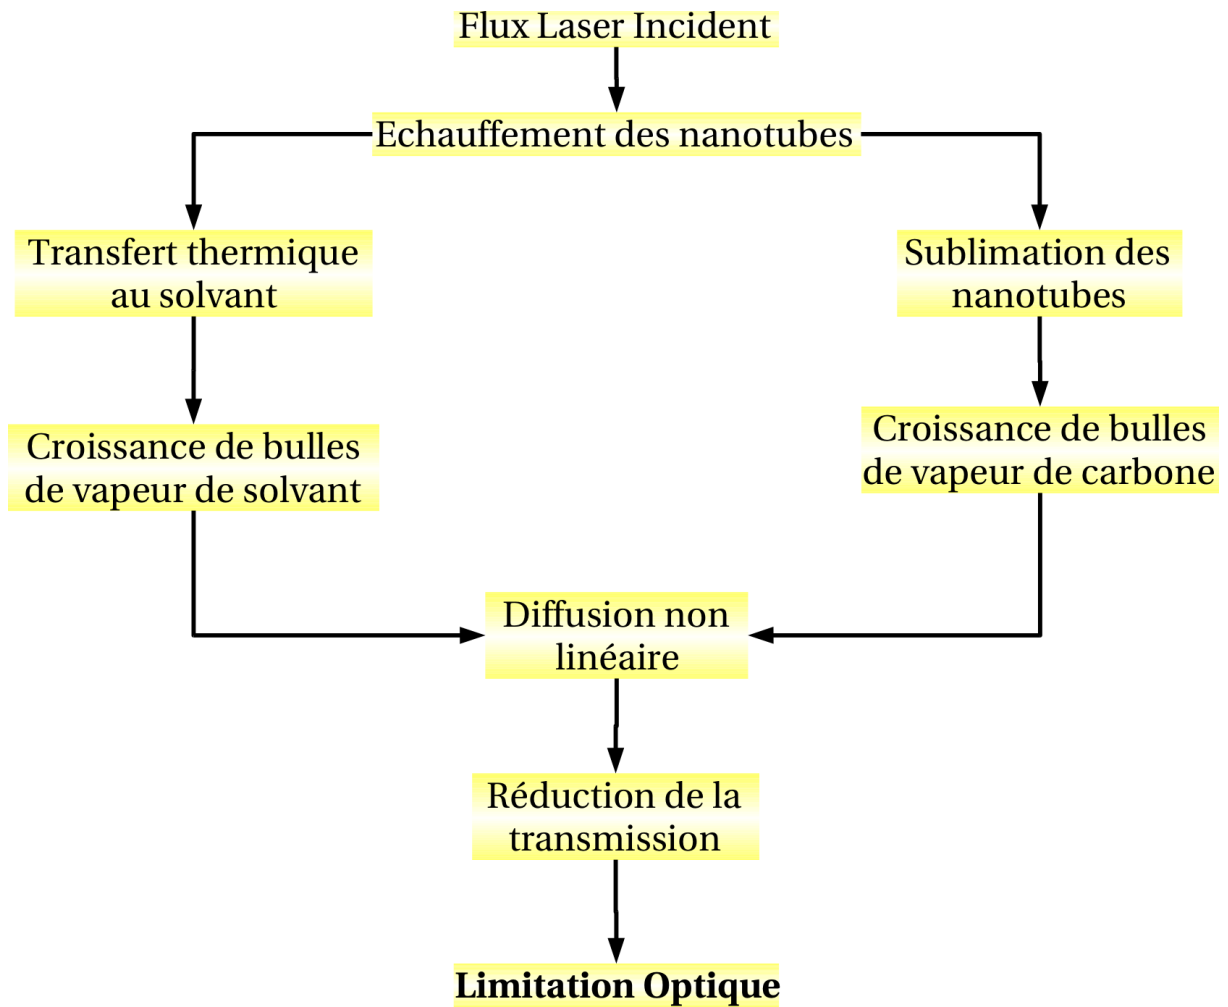 Flux Laser Incident
Echauffement des nanotubes
Transfert thermique
au solvant
Sublimation des
nanotubes
Croissance de bulles
de vapeur de solvant
Croissance de bulles
de vapeur de carbone
Diffusion non
linéaire
Réduction de la
transmission
Limitation Optique